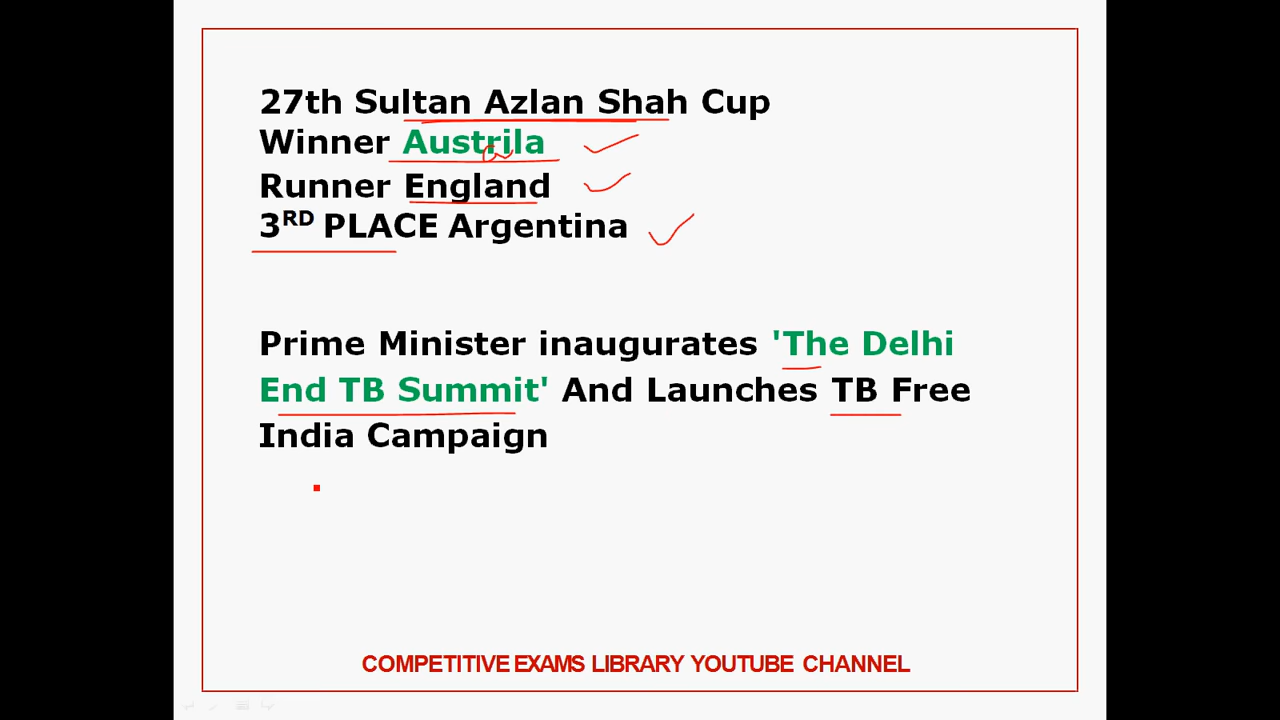 27th Sultan Azlan Shah Cup
Winner Austrila
Runner England
3RD PLACE Argentina
Prime Minister inaugurates 'The Delhi
End TB Summit' And Launches TB Free
India Campaign
COMPETITIVE EXAMS LIBRARY YOUTUBE CHANNEL